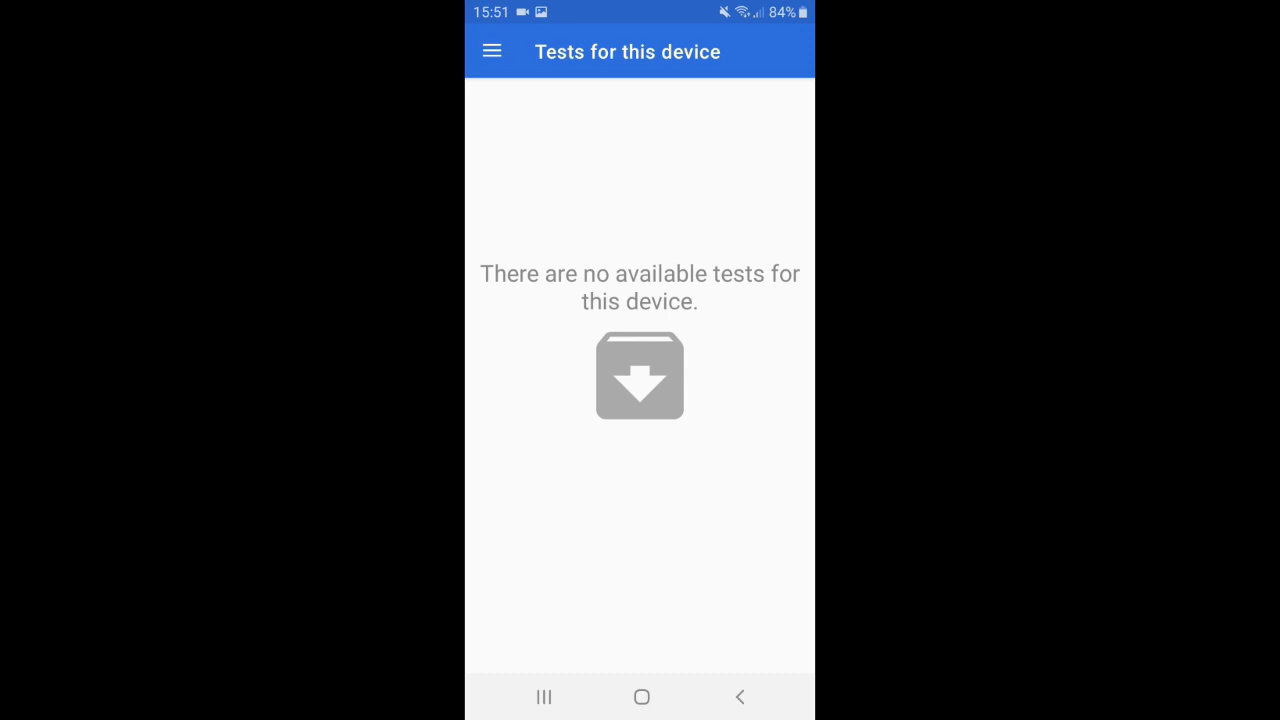 15:51 84%
Tests for this device
There are no available tests for
this device.